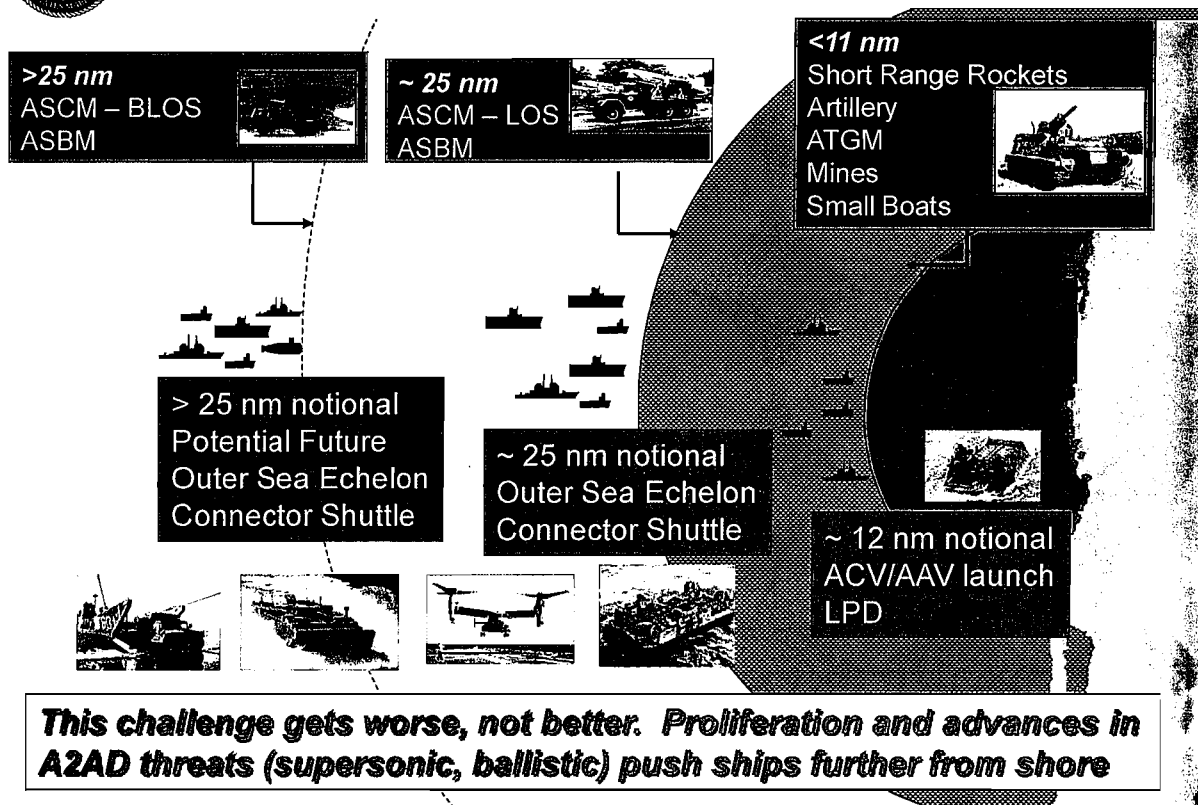 >25 nm
ASCM – BLOS
ASBM
~ 25 nm
ASCM – LOS
ASBM
<11 nm
Short Range Rockets
Artillery
ATGM
Mines
Small Boats
> 25 nm notional
Potential Future
Outer Sea Echelon
Connector Shuttle
~ 25 nm notional
Outer Sea Echelon
Connector Shuttle
~ 12 nm notional
ACV/AAV launch
LPD
This challenge gets worse, not better. Proliferation and advances in
A2AD threats (supersonic, ballistic) push ships further from shore